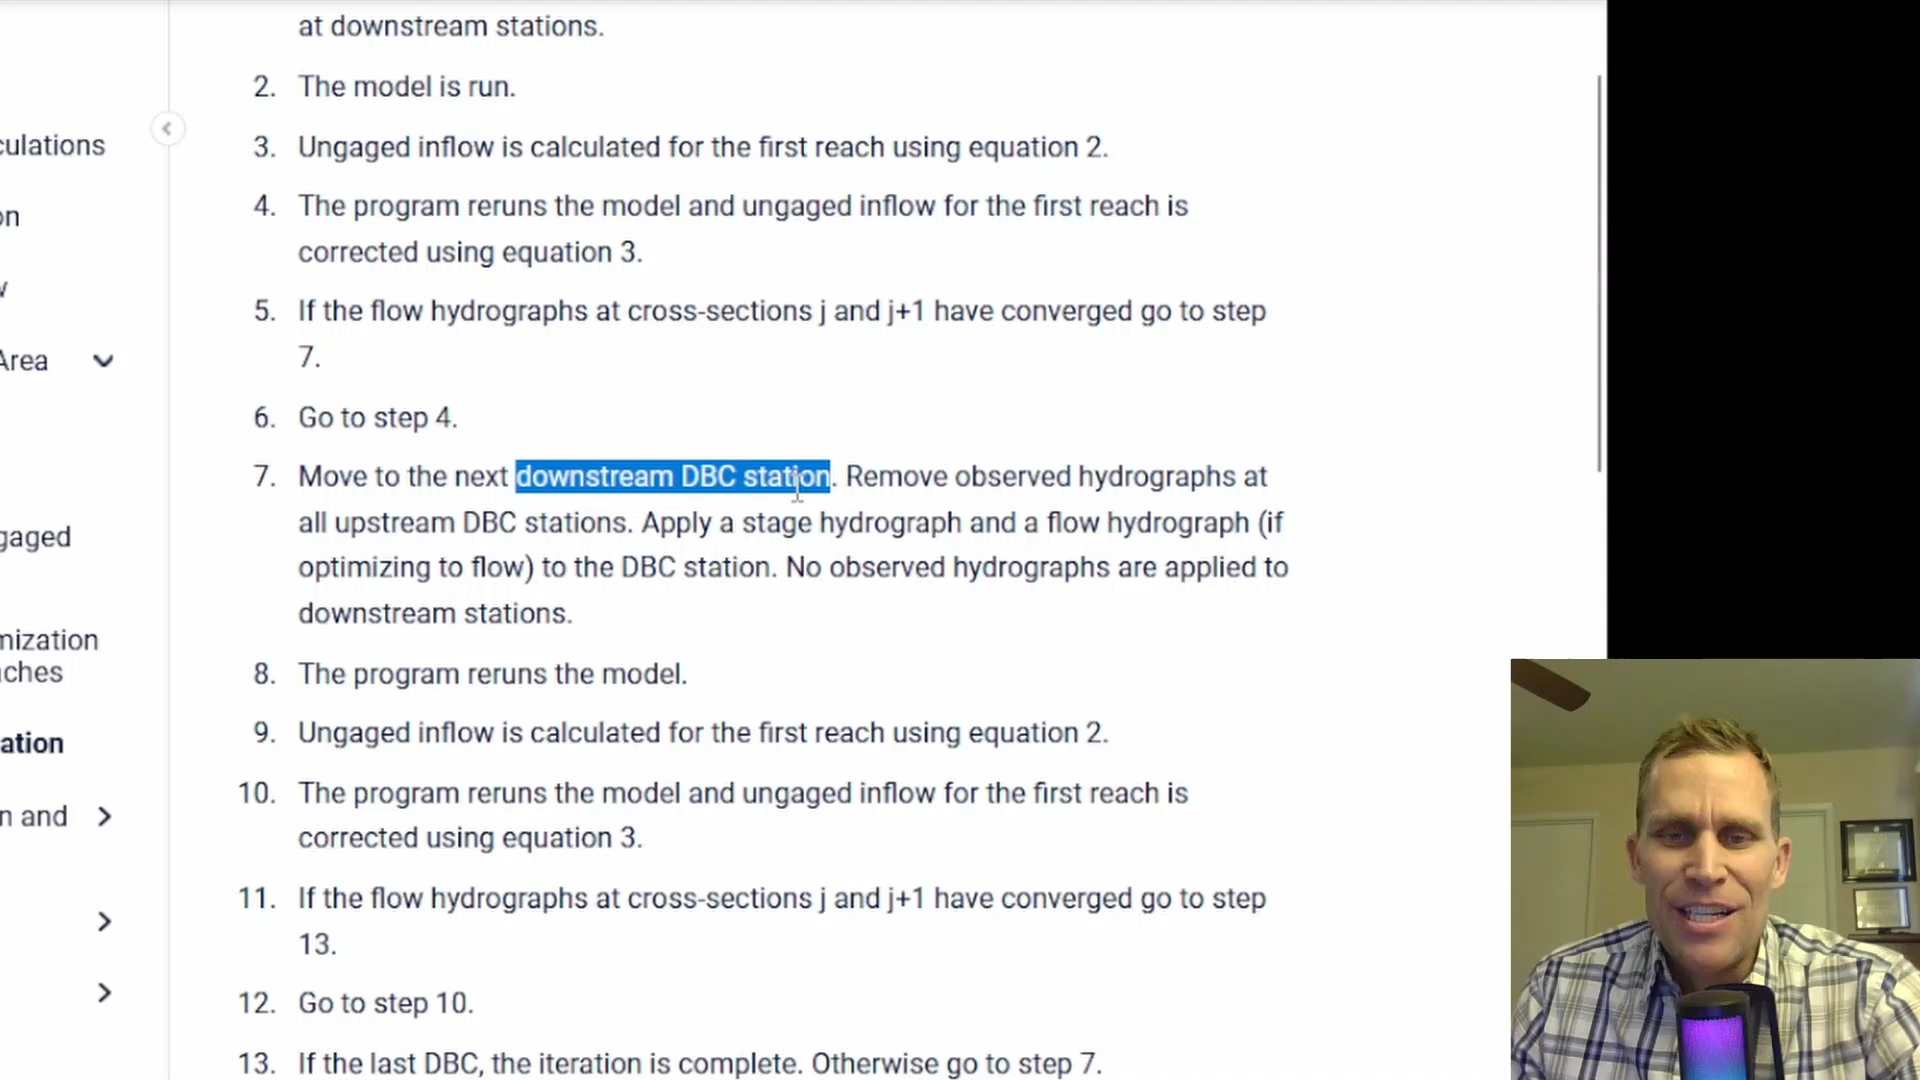 at downstream stations.
2. The model is run.
culations
3. Ungaged inflow is calculated for the first reach using equation 2.
on
4. The program reruns the model and ungaged inflow for the first reach is
corrected using equation 3.
5. If the flow hydrographs at cross-sections j and j+1 have converged go to step
7.
Area
6. Go to step 4.
7. Move to the next downstream DBC station. Remove observed hydrographs at
all upstream DBC stations. Apply a stage hydrograph and a flow hydrograph (if
optimizing to flow) to the DBC station. No observed hydrographs are applied to
downstream stations.
gaged
mization
aches
8. The program reruns the model.
9. Ungaged inflow is calculated for the first reach using equation 2.
ation
10. The program reruns the model and ungaged inflow for the first reach is
corrected using equation 3.
n and
11. If the flow hydrographs at cross-sections j and j+1 have converged go to step
13.
12. Go to step 10.
13. If the last DBC, the iteration is complete. Otherwise go to step 7.